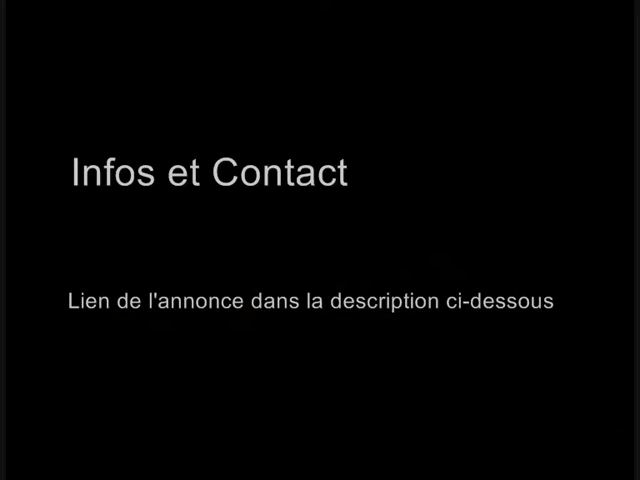 Infos et Contact
Lien de l'annonce dans la description ci-dessous